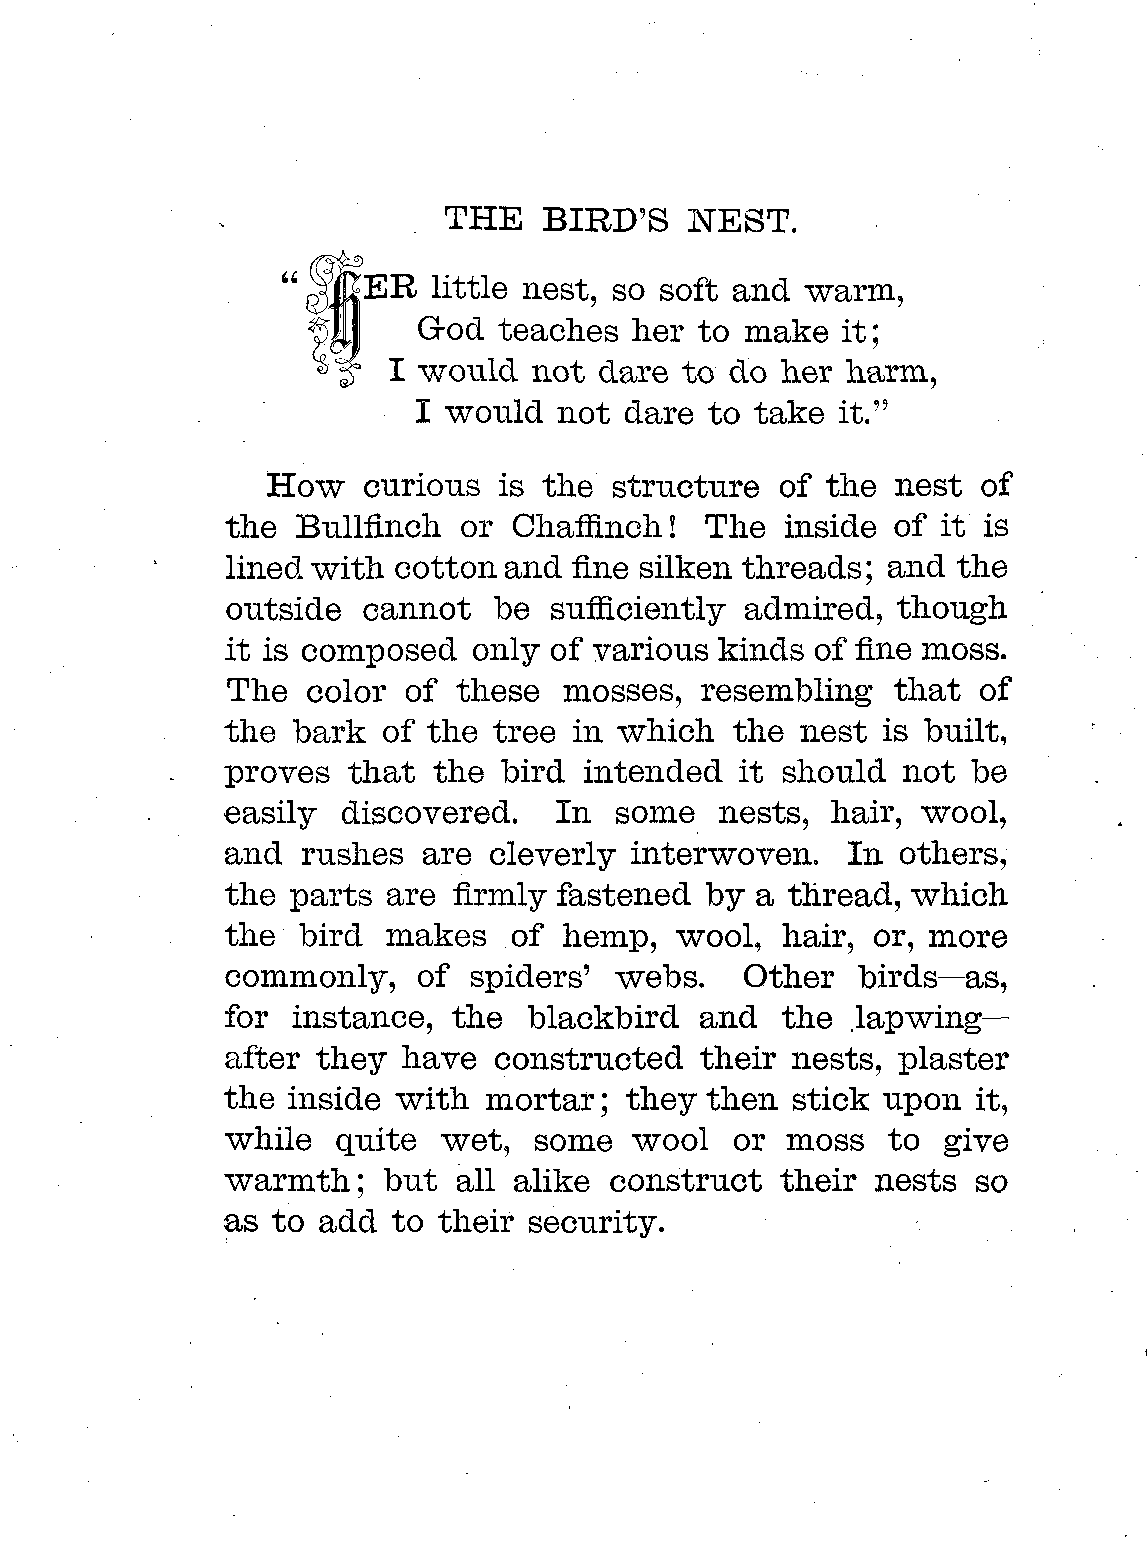 THE BIRD'S NEST.
“HER little nest, so soft and warm,
God teaches her to make it;
I would not dare to do her harm,
I would not dare to take it.”
How curious is the structure of the nest of
the Bullfinch or Chaffinch! The inside of it is
lined with cotton and fine silken threads; and the
outside cannot be sufficiently admired, though
it is composed only of various kinds of fine moss.
The color of these mosses, resembling that of
the bark of the tree in which the nest is built,
proves that the bird intended it should not be
easily discovered. In some nests, hair, wool,
and rushes are cleverly interwoven. In others,
the parts are firmly fastened by a thread, which
the bird makes of hemp, wool, hair, or, more
commonly, of spiders' webs. Other birds—as,
for instance, the blackbird and the lapwing—
after they have constructed their nests, plaster
the inside with mortar; they then stick upon it,
while quite wet, some wool or moss to give
warmth; but all alike construct their nests so
as to add to their security.